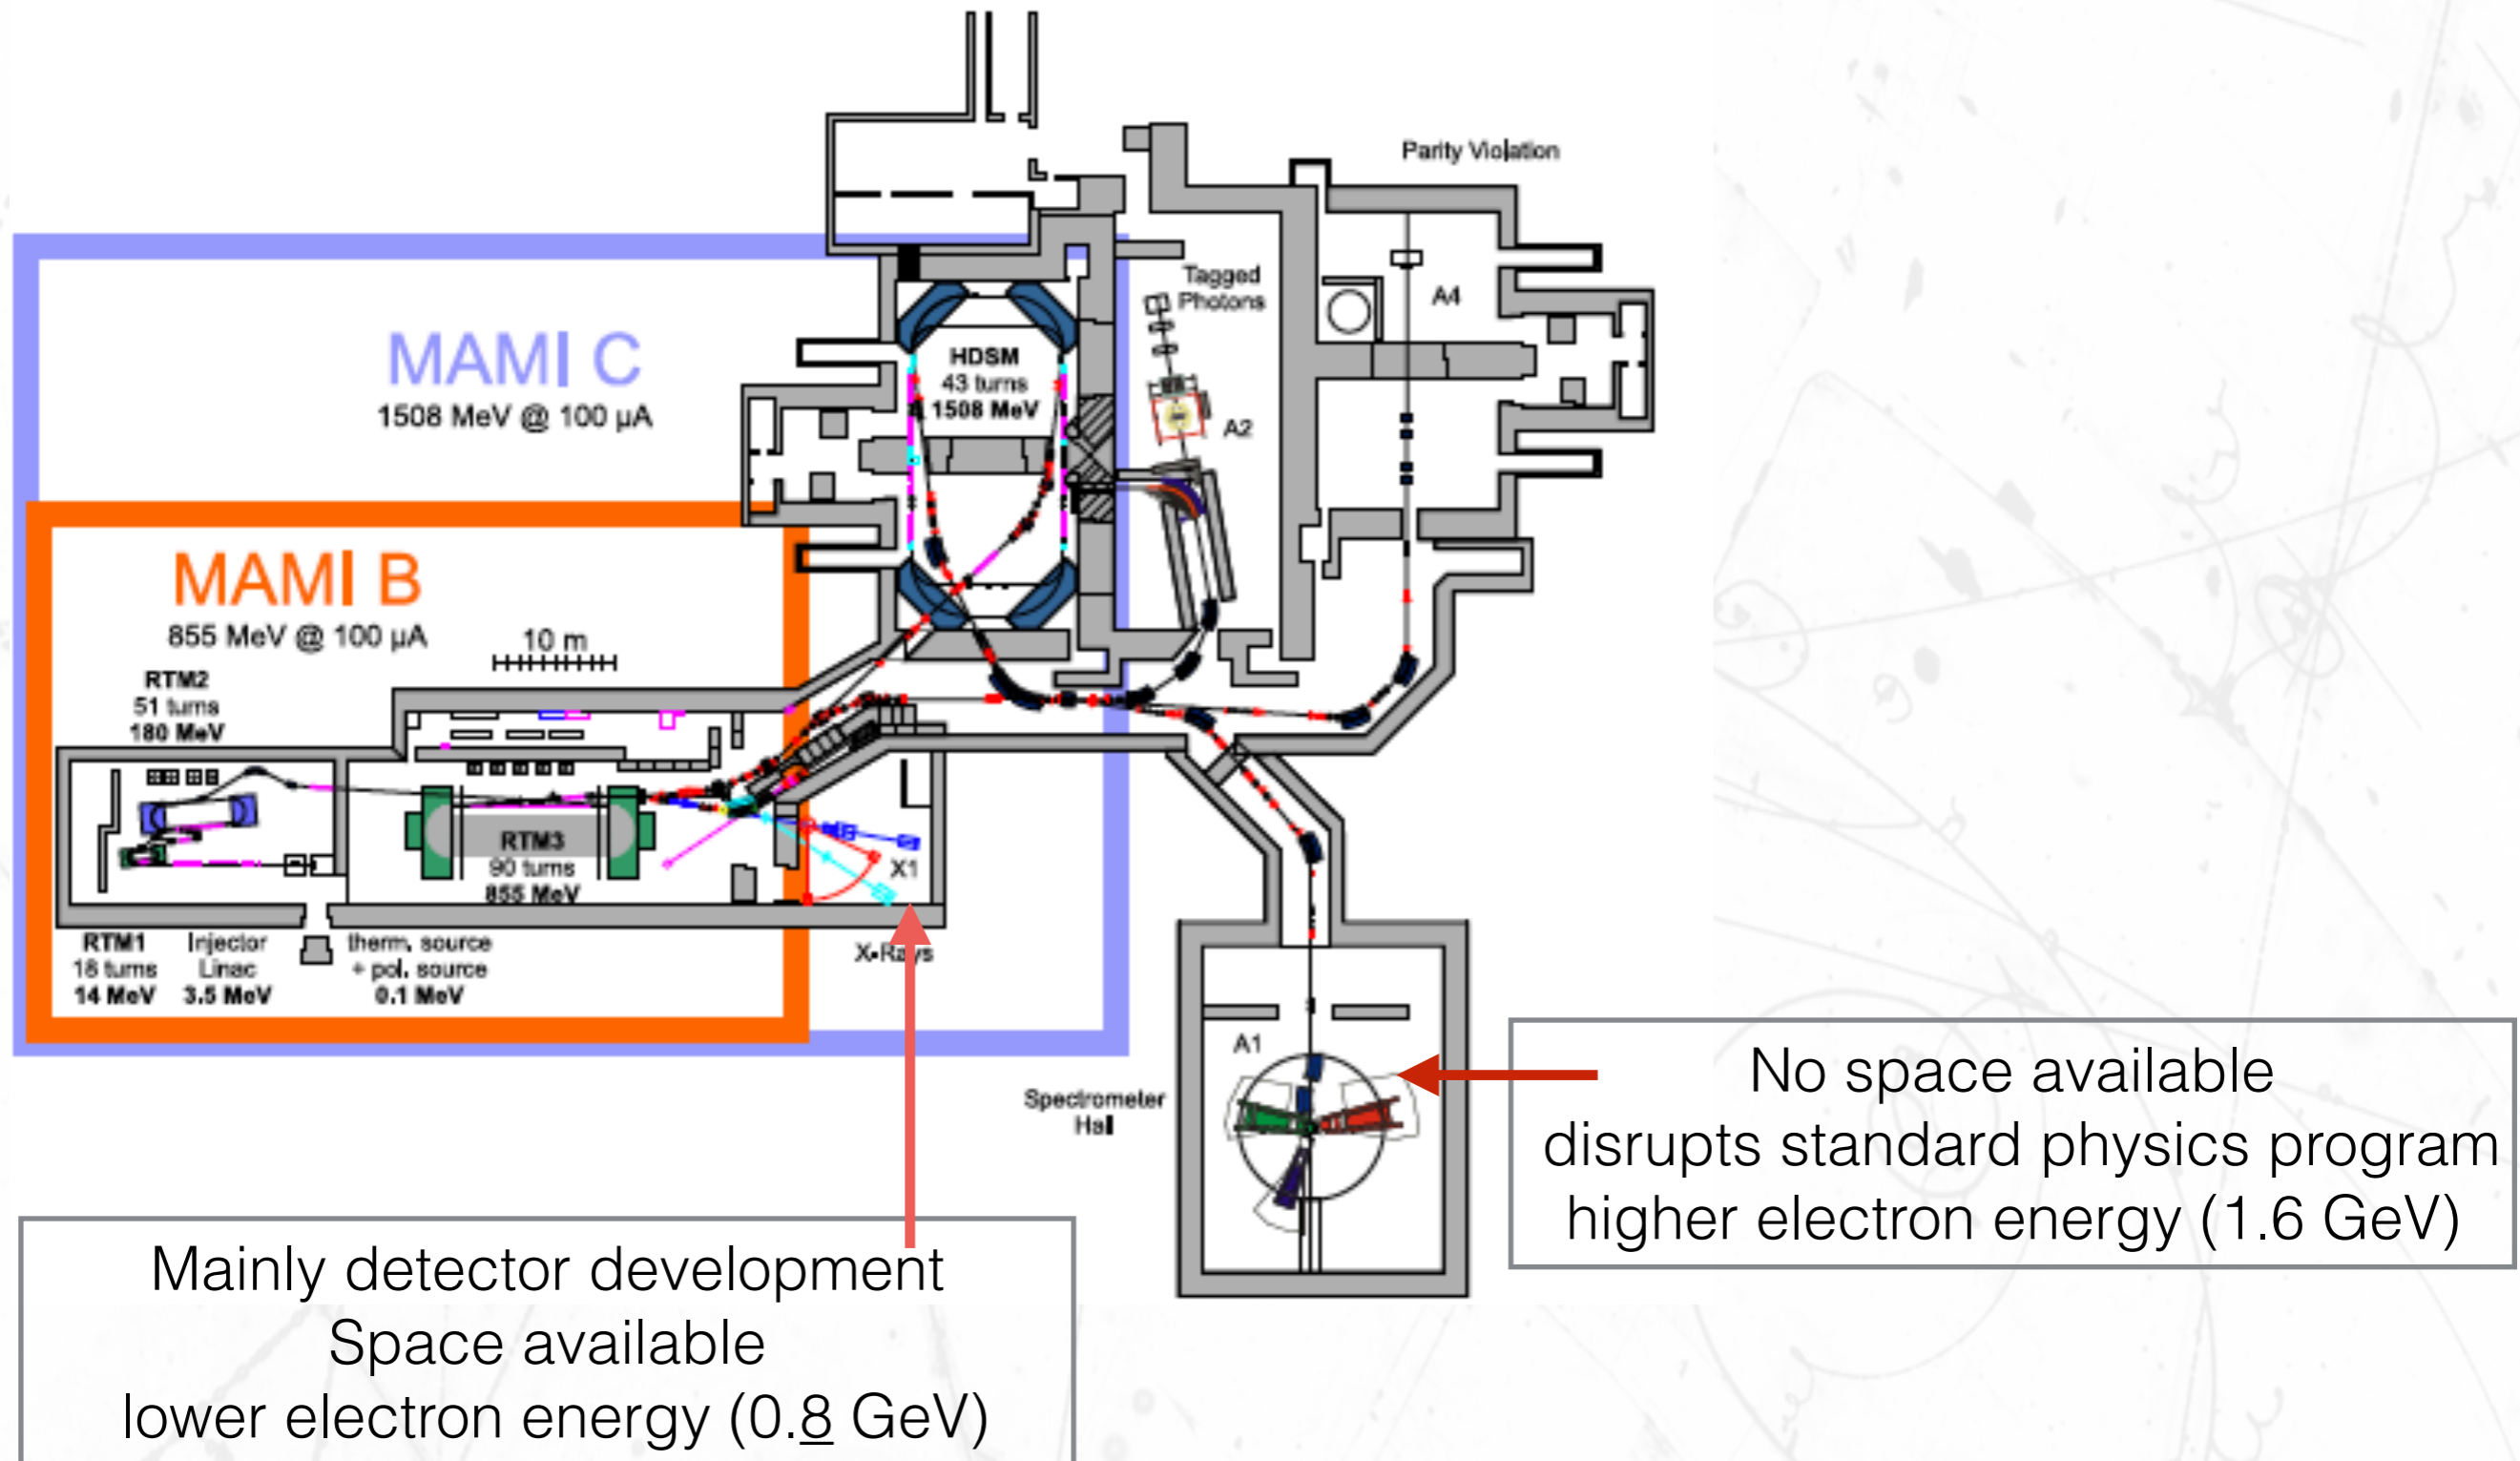 Parity Violation
Tagged
Photons
A4
MAMI C
1508 MeV @ 100 µA
HDSM
43 turns
1508 MeV
A2
MAMI B
855 MeV @ 100 µA
10 m
RTM2
51 turns
180 MeV
RTM3
90 turns
855 MeV
X1
RTM1
18 turns
14 MeV
Injector
Linac
3.5 MeV
therm. source
+ pol. source
0.1 MeV
X-Rays
A1
Spectrometer
Hall
No space available
disrupts standard physics program
higher electron energy (1.6 GeV)
Mainly detector development
Space available
lower electron energy (0.8 GeV)